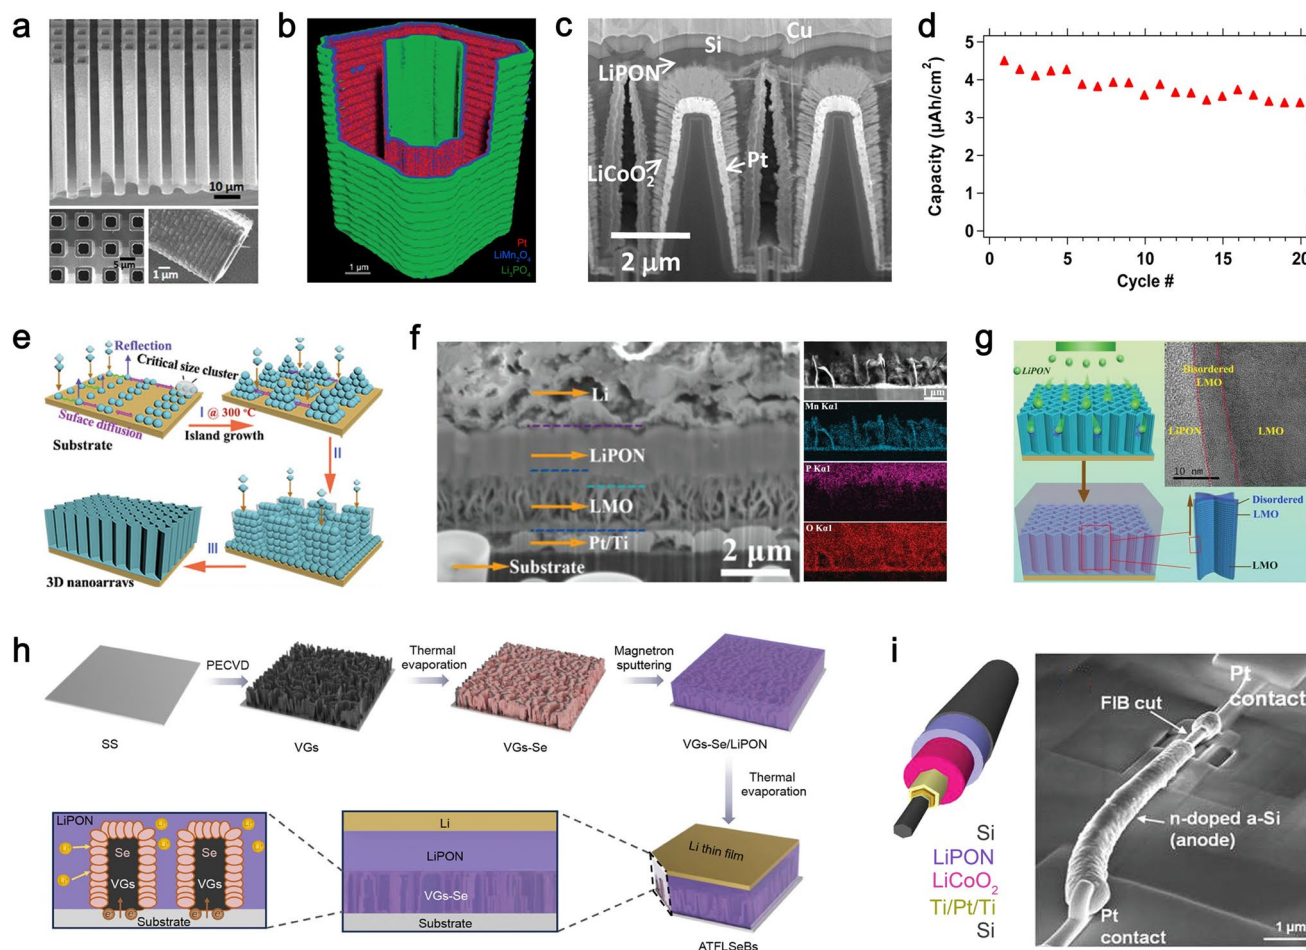 a
10 μm
5 μm
1 μm
b
Pt
LiMn₂O₄
Li₃PO₄
1 μm
c
Si
Cu
LiPON
LiCoO₂
Pt
2 μm
d
Capacity (μAh/cm²)
5
4
3
2
1
0
0
5
10
15
20
Cycle #
e
Reflection
Critical size cluster
Suface diffusion
I @ 300 °C
Island growth
Substrate
II
III
3D nanoarravs
f
Li
LiPON
LMO
Pt/Ti
Substrate
2 μm
1 μm
Mn Kα1
P Kα1
O Kα1
g
LiPON
Disordered
LMO
LiPON
LMO
10 nm
Disordered
LMO
LMO
h
PECVD
Thermal
evaporation
Magnetron
sputtering
SS
VGs
VGs-Se
VGs-Se/LiPON
Thermal
evaporation
LiPON
Se
Se
VGs
VGs
Substrate
Li
LiPON
VGs-Se
Substrate
Li thin film
ATFLSeBs
i
Si
LiPON
LiCoO₂
Ti/Pt/Ti
Si
Pt
contact
FIB cut
n-doped a-Si
(anode)
Pt
contact
1 μm